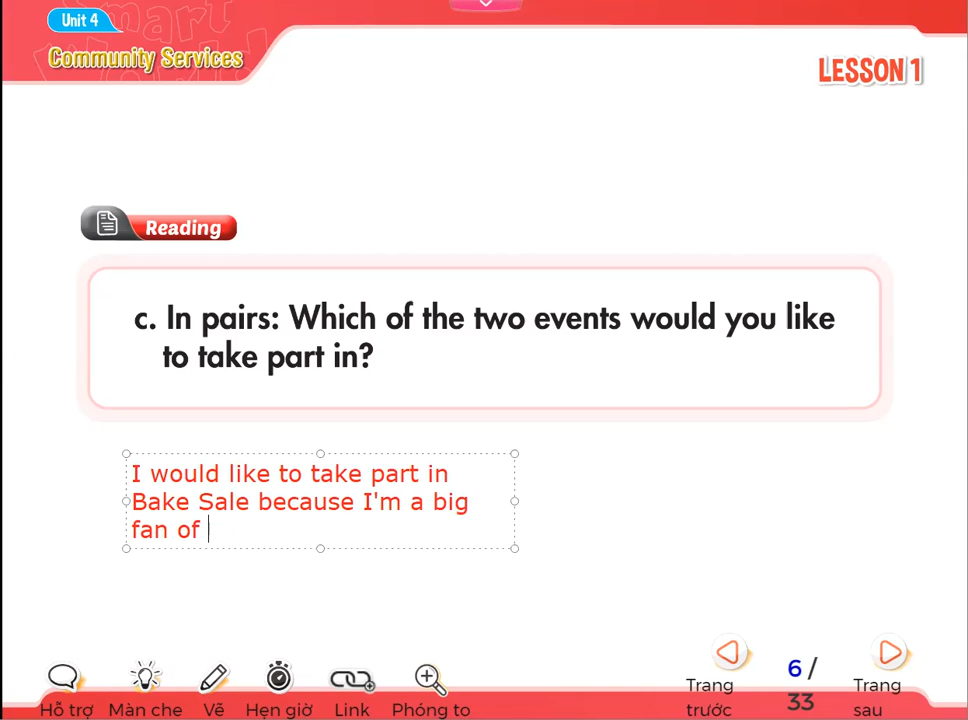 Unit 4
Community Services
LESSON 1
Reading
c. In pairs: Which of the two events would you like
to take part in?
I would like to take part in
Bake Sale because I'm a big
fan of
Hỗ trợ
Màn che
Vẽ
Hẹn giờ
Link
Phóng to
Trang
trước
6 /
33
Trang
sau